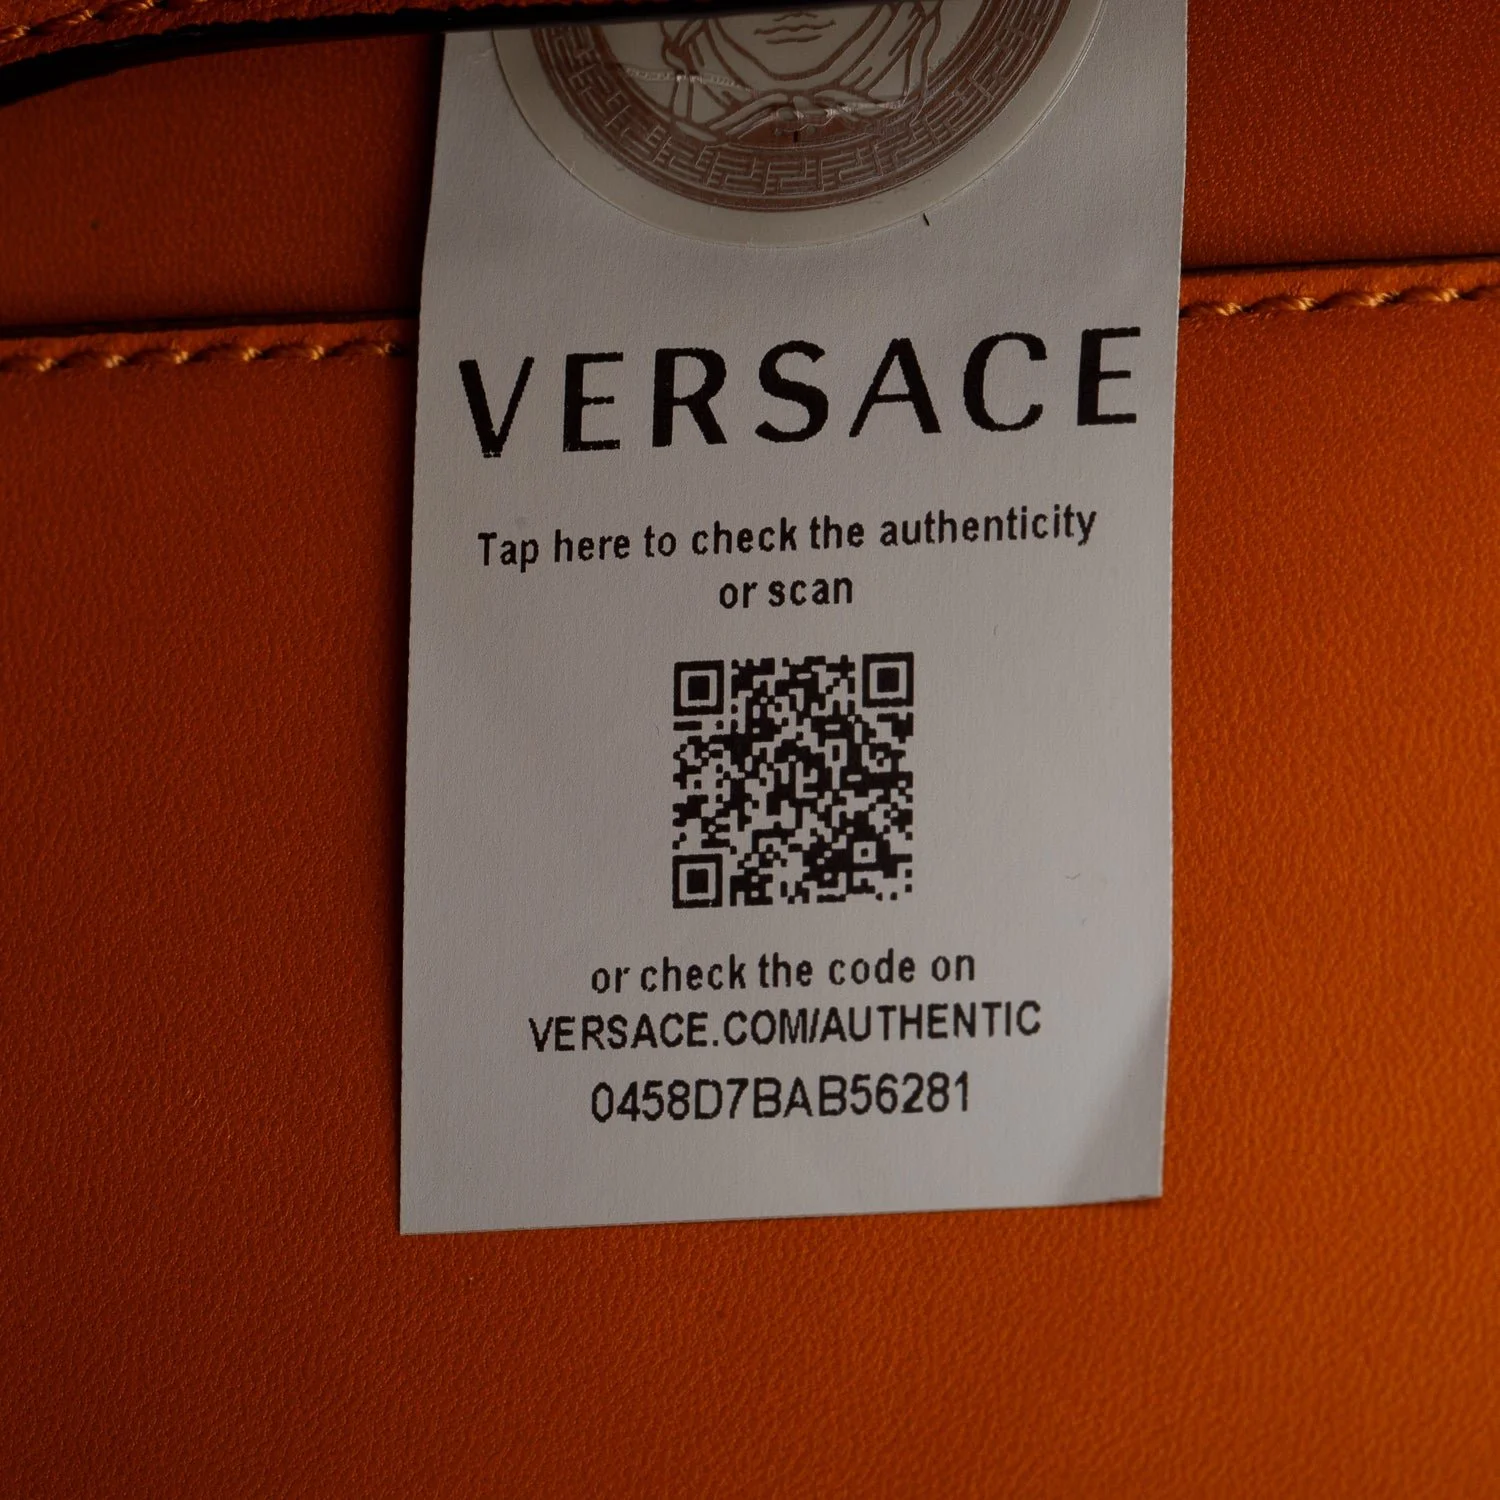 VERSACE
Tap here to check the authenticity
or scan
or check the code on
VERSACE.COM/AUTHENTIC
0458D7BAB56281